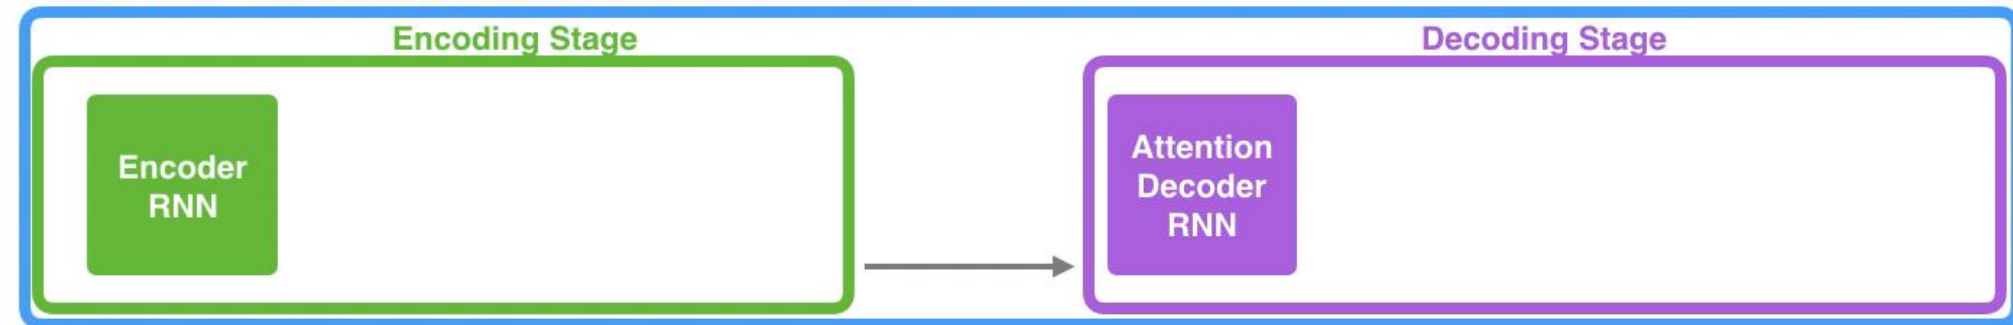 Encoding Stage
Encoder
RNN
Decoding Stage
Attention
Decoder
RNN